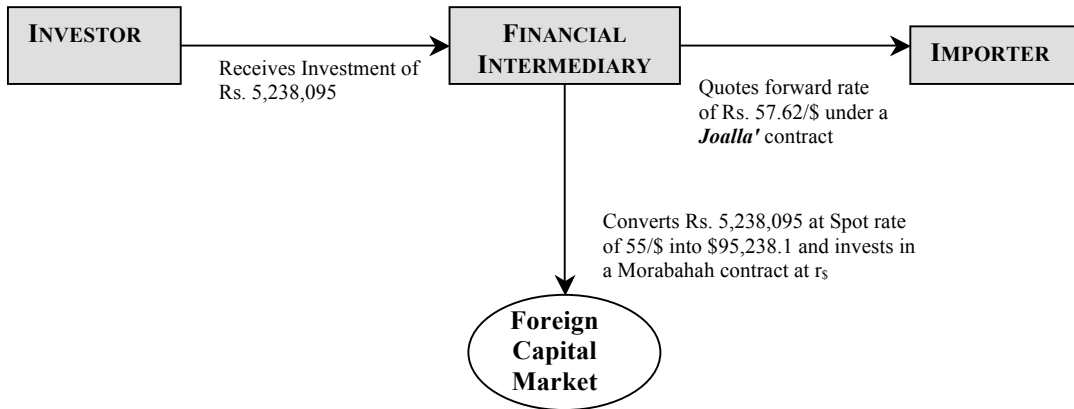 INVESTOR
Receives Investment of
Rs. 5,238,095
FINANCIAL
INTERMEDIARY
Quotes forward rate
of Rs. 57.62/$ under a
Joalla' contract
IMPORTER
Converts Rs. 5,238,095 at Spot rate
of 55/$ into $95,238.1 and invests in
a Morabahah contract at r$
Foreign
Capital
Market